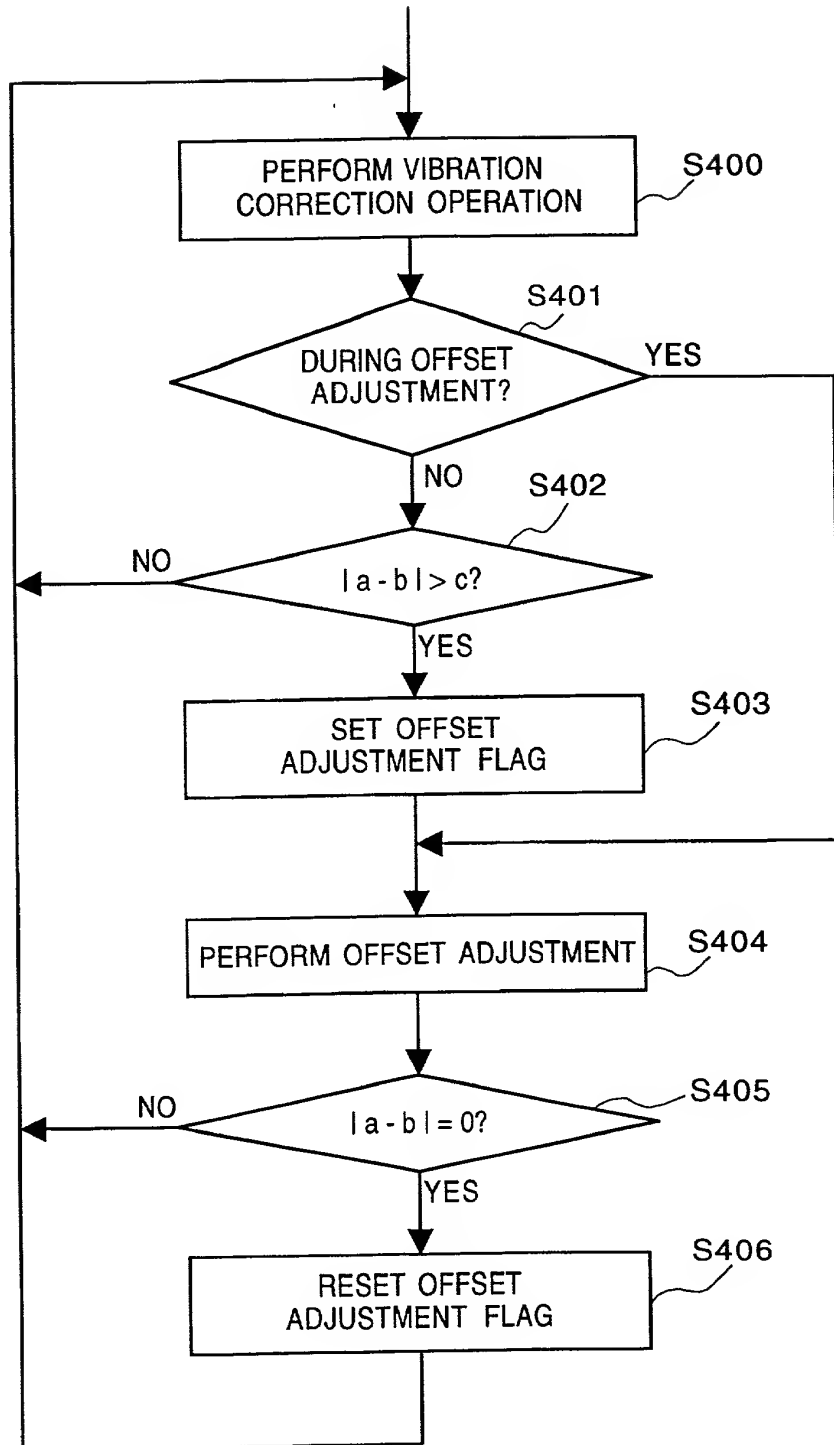 PERFORM VIBRATION
CORRECTION OPERATION
S400
S401
DURING OFFSET
ADJUSTMENT?
YES
NO
S402
NO
| a - b | > c?
YES
S403
SET OFFSET
ADJUSTMENT FLAG
PERFORM OFFSET ADJUSTMENT
S404
NO
| a - b | = 0?
S405
YES
S406
RESET OFFSET
ADJUSTMENT FLAG